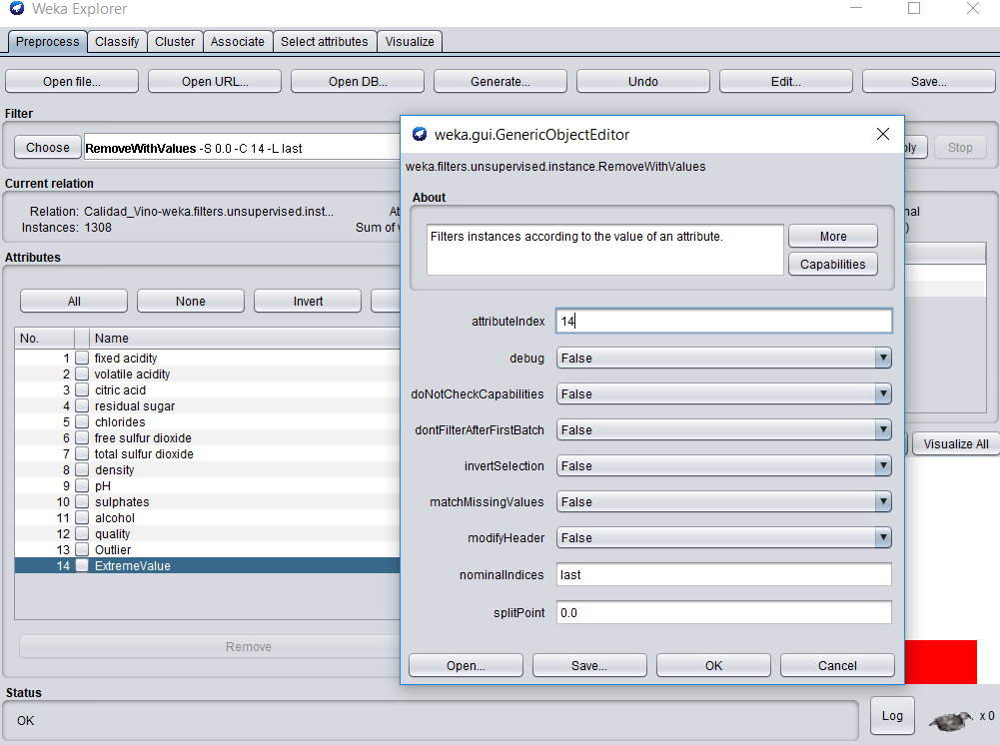 Weka Explorer
Preprocess Classify Cluster Associate Select attributes Visualize
Open file... Open URL... Open DB... Generate... Undo Edit... Save...
Filter
Choose RemoveWithValues -S 0.0 -C 14 -L last
Stop
Current relation
Relation: Calidad_Vino-weka.filters.unsupervised.inst...
Instances: 1308 Sum of
Attributes
All None Invert
No. Name
1 fixed acidity
2 volatile acidity
3 citric acid
4 residual sugar
5 chlorides
6 free sulfur dioxide
7 total sulfur dioxide
8 density
9 pH
10 sulphates
11 alcohol
12 quality
13 Outlier
14 ExtremeValue
Remove
Visualize All
Status
OK
Log x 0
weka.gui.GenericObjectEditor
weka.filters.unsupervised.instance.RemoveWithValues
About
Filters instances according to the value of an attribute.
More
Capabilities
attributeIndex 14
debug False
doNotCheckCapabilities False
dontFilterAfterFirstBatch False
invertSelection False
matchMissingValues False
modifyHeader False
nominalIndices last
splitPoint 0.0
Open... Save... OK Cancel